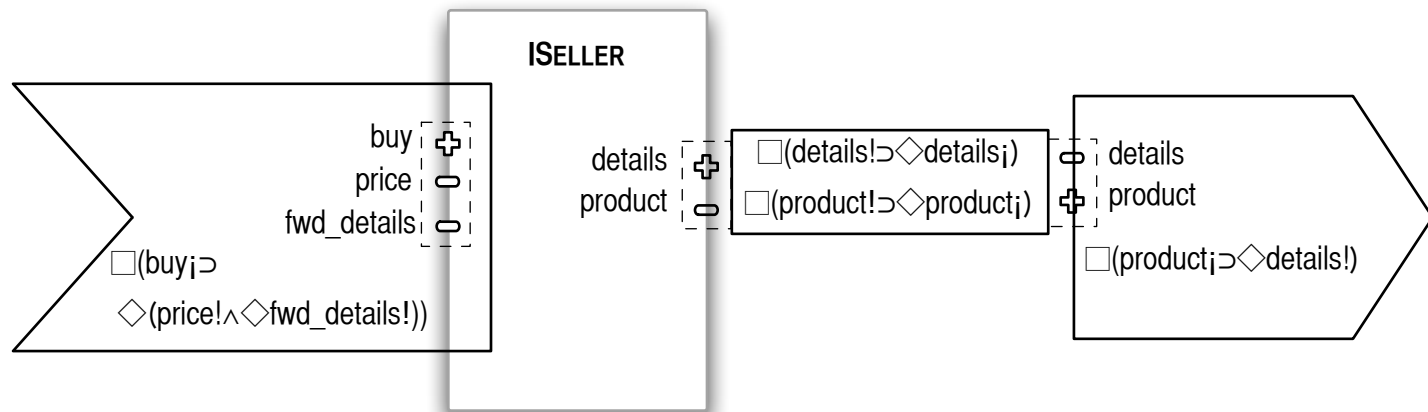 ISELLER
buy
price
fwd_details
□(buy¡⊃
◇(price!∧◇fwd_details!))
details
product
□(details!⊃◇details¡)
□(product!⊃◇product¡)
details
product
□(product¡⊃◇details!)